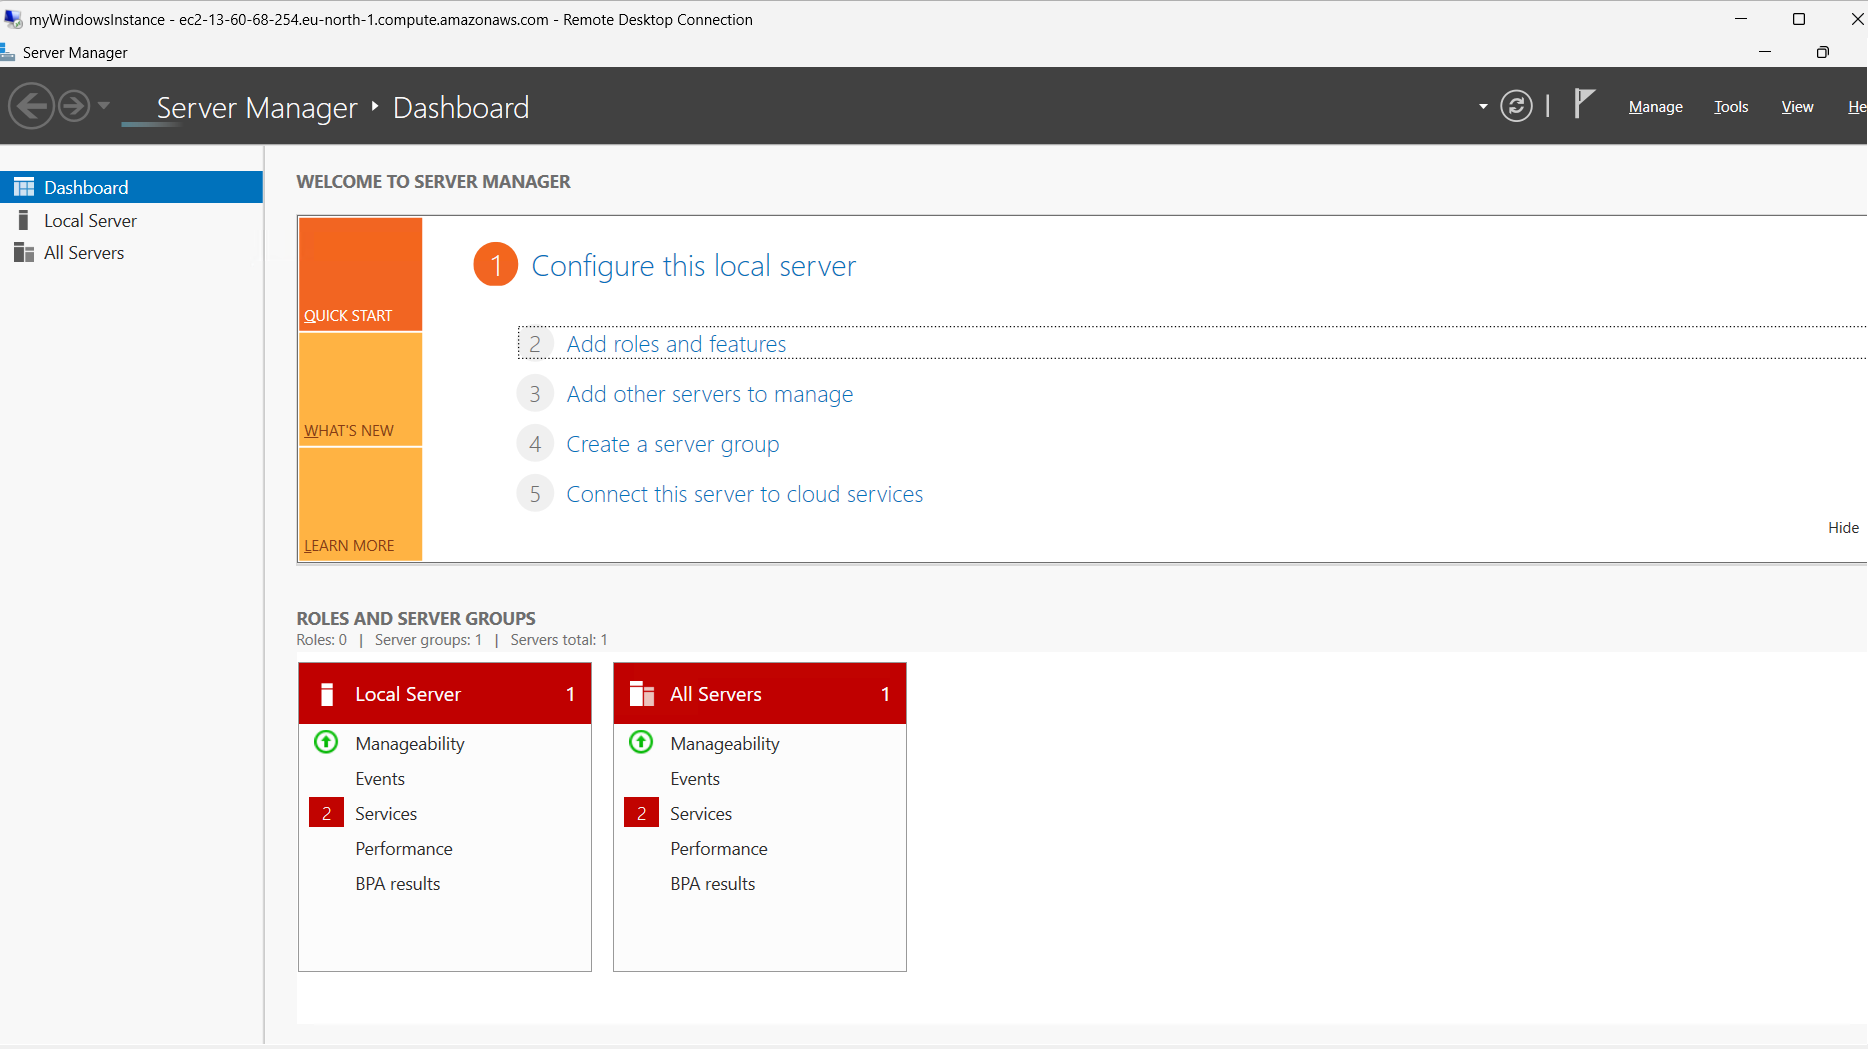 myWindowsInstance - ec2-13-60-68-254.eu-north-1.compute.amazonaws.com - Remote Desktop Connection
Server Manager
Server Manager Dashboard
Manage Tools View He
Dashboard
Local Server
All Servers
WELCOME TO SERVER MANAGER
QUICK START
WHAT'S NEW
LEARN MORE
1 Configure this local server
2 Add roles and features
3 Add other servers to manage
4 Create a server group
5 Connect this server to cloud services
Hide
ROLES AND SERVER GROUPS
Roles: 0 | Server groups: 1 | Servers total: 1
Local Server 1
Manageability
Events
2 Services
Performance
BPA results
All Servers 1
Manageability
Events
2 Services
Performance
BPA results